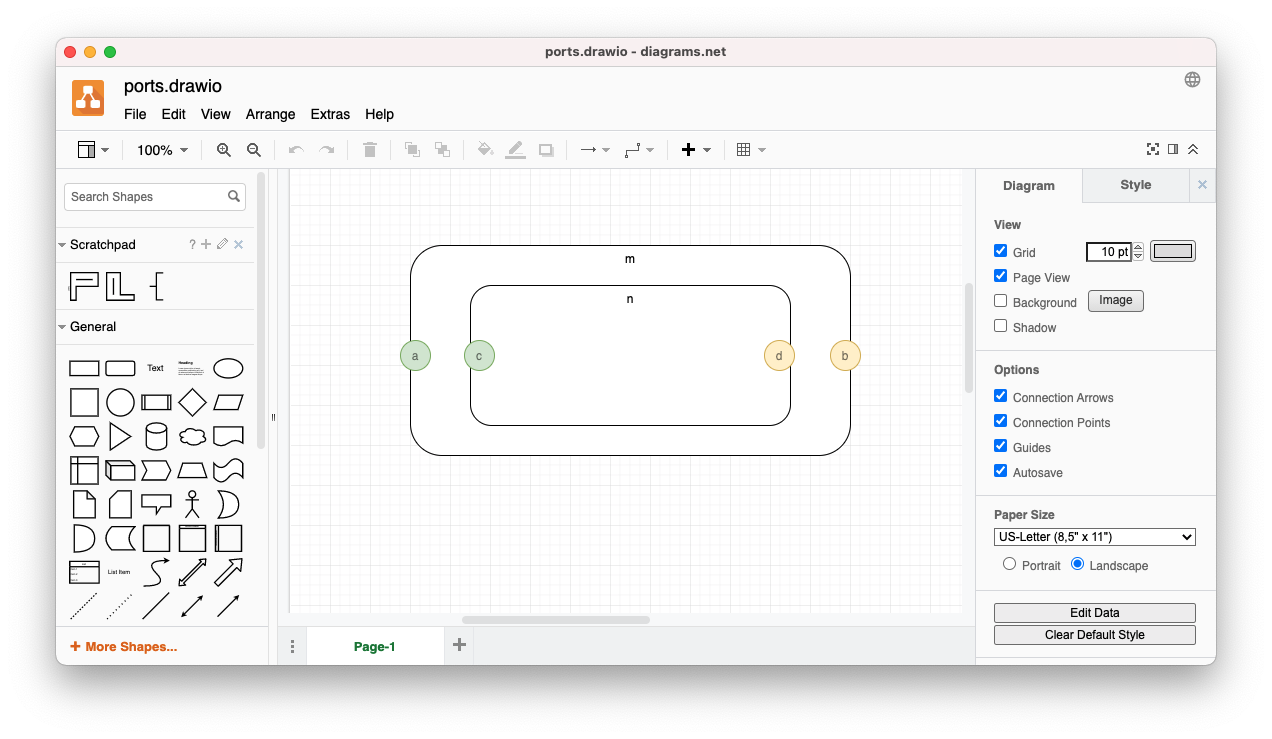 ports.drawio - diagrams.net
ports.drawio
File Edit View Arrange Extras Help
100%
Search Shapes
Scratchpad
?
General
Text
Heading
List Item
More Shapes...
m
n
a
c
d
b
Page-1
Diagram
Style
View
Grid
10 pt
Page View
Background
Image
Shadow
Options
Connection Arrows
Connection Points
Guides
Autosave
Paper Size
US-Letter (8,5" x 11")
Portrait
Landscape
Edit Data
Clear Default Style